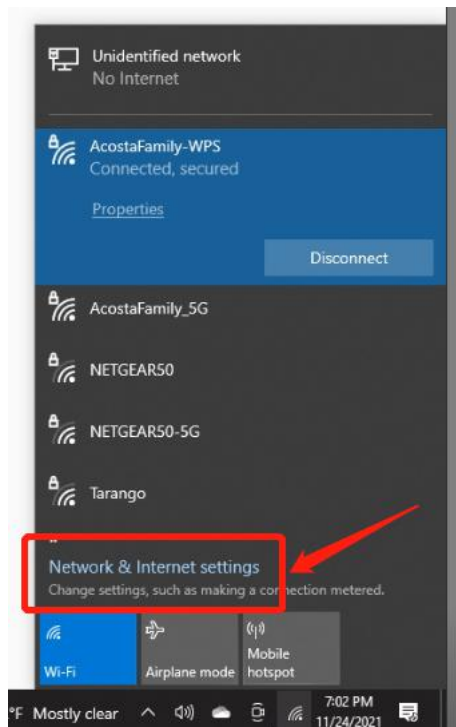 Unidentified network
No Internet
AcostaFamily-WPS
Connected, secured
Properties
Disconnect
AcostaFamily_5G
NETGEAR50
NETGEAR50-5G
Tarango
Network & Internet settings
Change settings, such as making a connection metered.
Wi-Fi
Airplane mode
Mobile
hotspot
°F Mostly clear
7:02 PM
11/24/2021